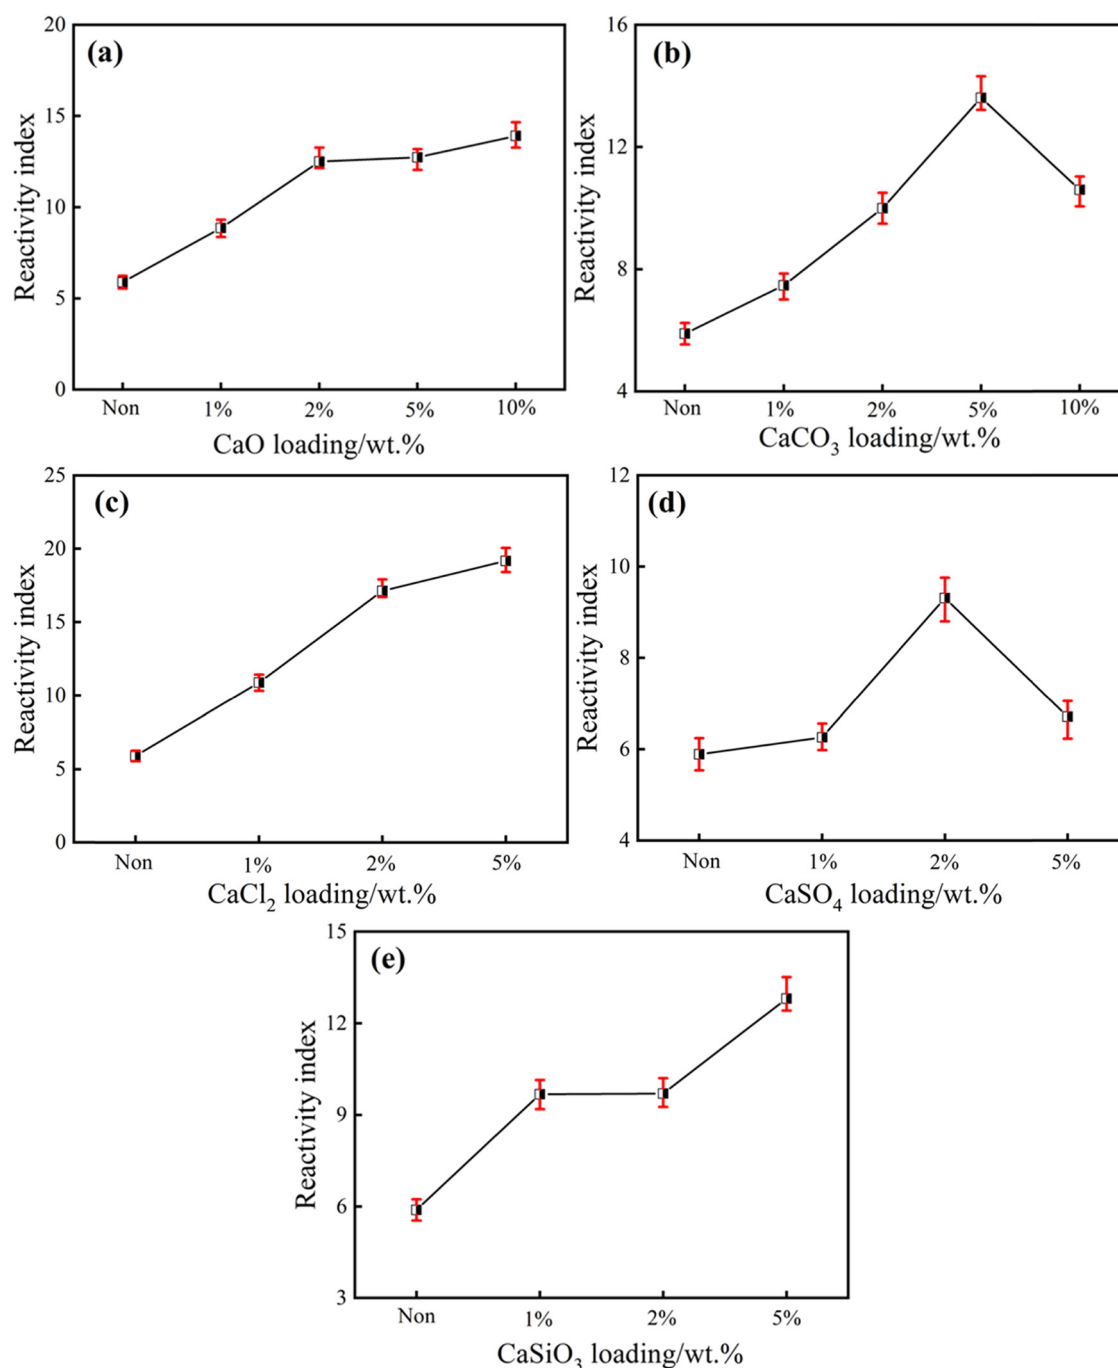 (a)
Reactivity index
20
15
10
5
0
Non 1% 2% 5% 10%
CaO loading/wt.%
(b)
Reactivity index
16
12
8
4
Non 1% 2% 5% 10%
CaCO₃ loading/wt.%
(c)
Reactivity index
25
20
15
10
5
0
Non 1% 2% 5%
CaCl₂ loading/wt.%
(d)
Reactivity index
12
10
8
6
4
Non 1% 2% 5%
CaSO₄ loading/wt.%
(e)
Reactivity index
15
12
9
6
3
Non 1% 2% 5%
CaSiO₃ loading/wt.%